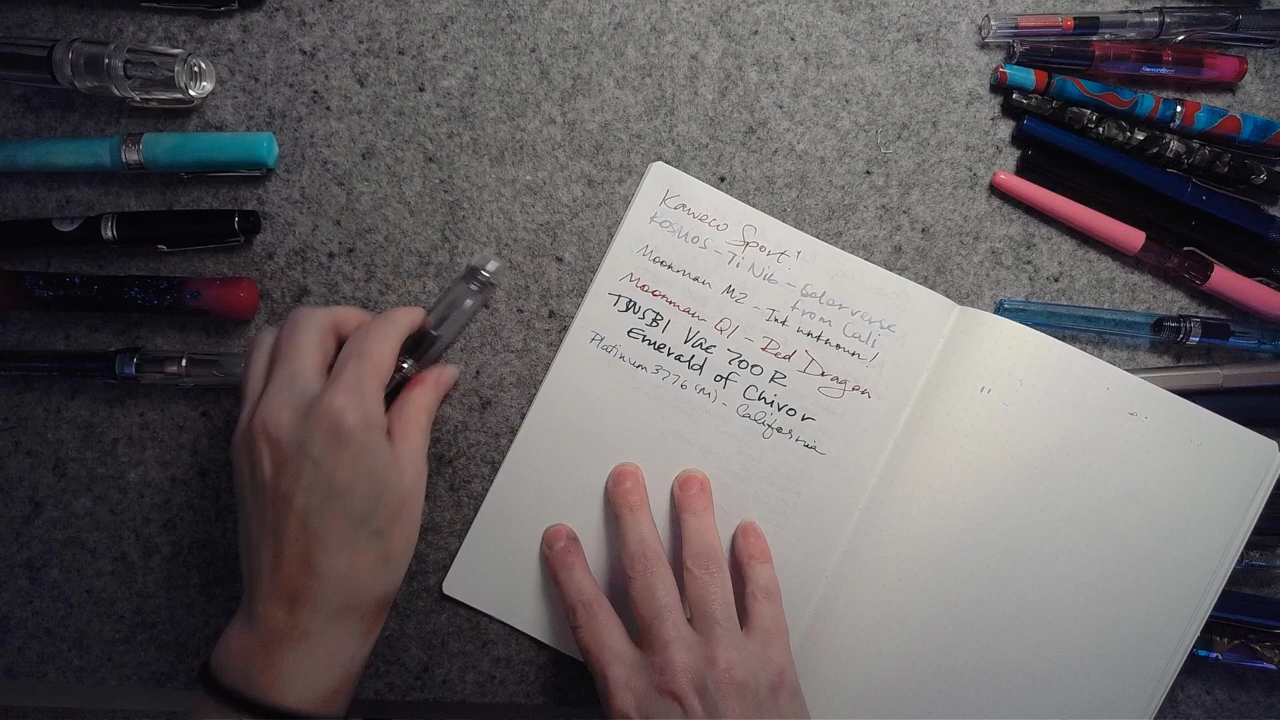 Kaweco Sport
KOSMOS - Ti Nib - Colorverse
from Cali
Moonman M2 - Ink unknown!
Moonman Q1 - Red Dragon
TWSBI Vac 700 R
Emerald of Chivor
Platinum 3776 (M) - California